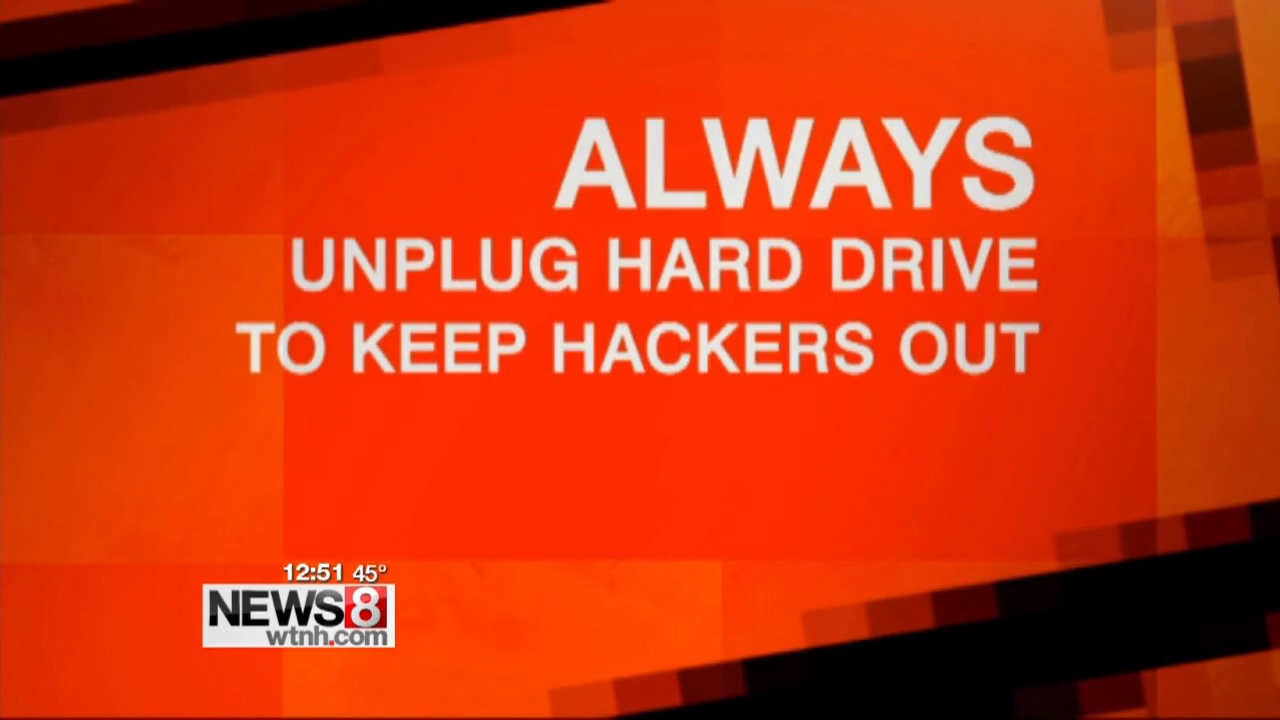 ALWAYS
UNPLUG HARD DRIVE
TO KEEP HACKERS OUT
12:51 45°
NEWS8
wtnh.com